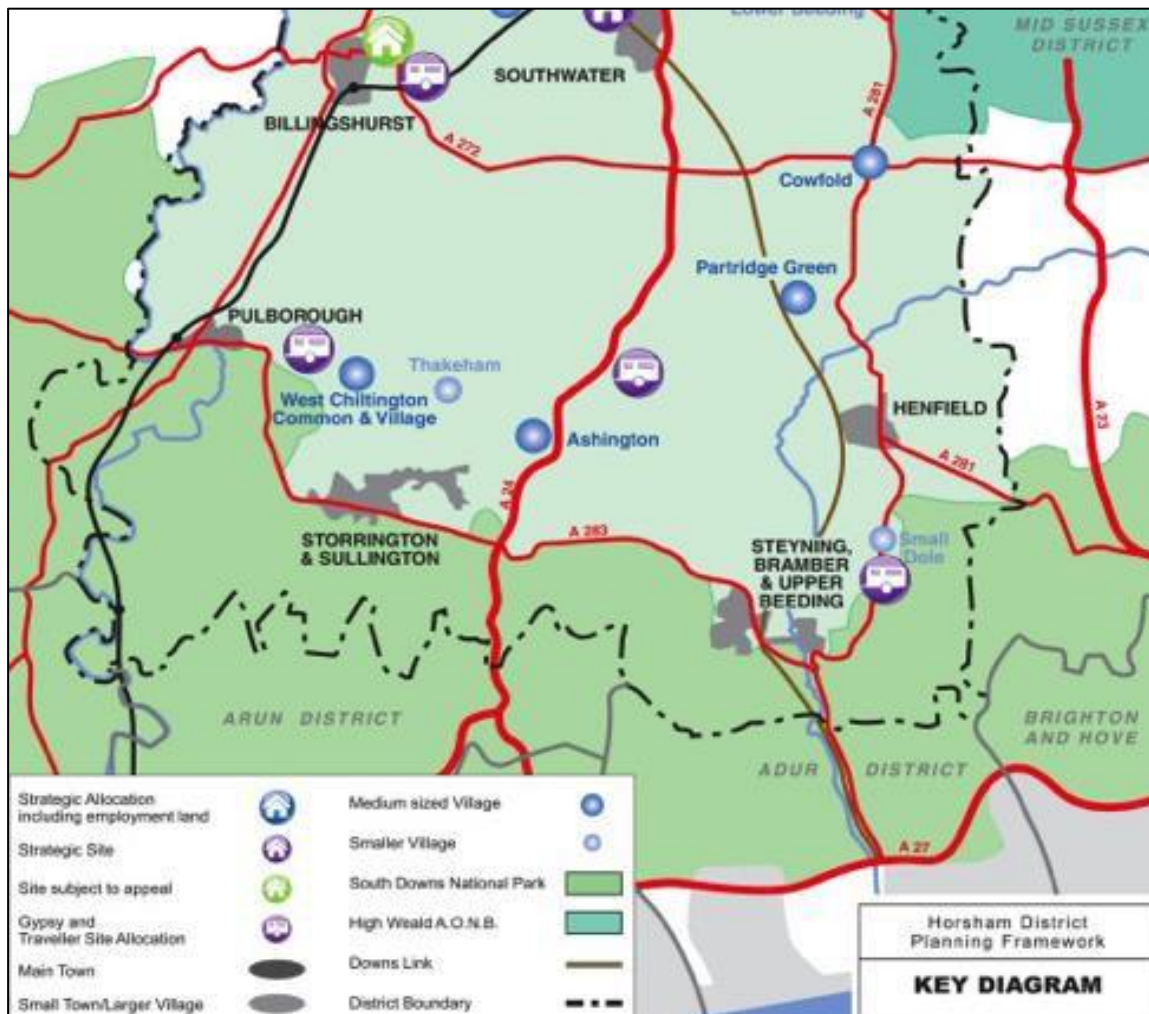 Lower Beeding
MID SUSSEX
DISTRICT
SOUTHWATER
A 281
BILLINGSHURST
A 272
Cowfold
Partridge Green
PULBOROUGH
Thakeham
West Chiltington
Common & Village
HENFIELD
A 23
Ashington
A 281
A 24
STORRINGTON
& SULLINGTON
A 283
STEYNING,
BRAMBER
& UPPER
BEEDING
Small
Dole
ARUN DISTRICT
BRIGHTON
AND HOVE
ADUR DISTRICT
A 27
Strategic Allocation
including employment land
Strategic Site
Site subject to appeal
Gypsy and
Traveller Site Allocation
Main Town
Small Town/Larger Village
Medium sized Village
Smaller Village
South Downs National Park
High Weald A.O.N.B.
Downs Link
District Boundary
Horsham District
Planning Framework
KEY DIAGRAM